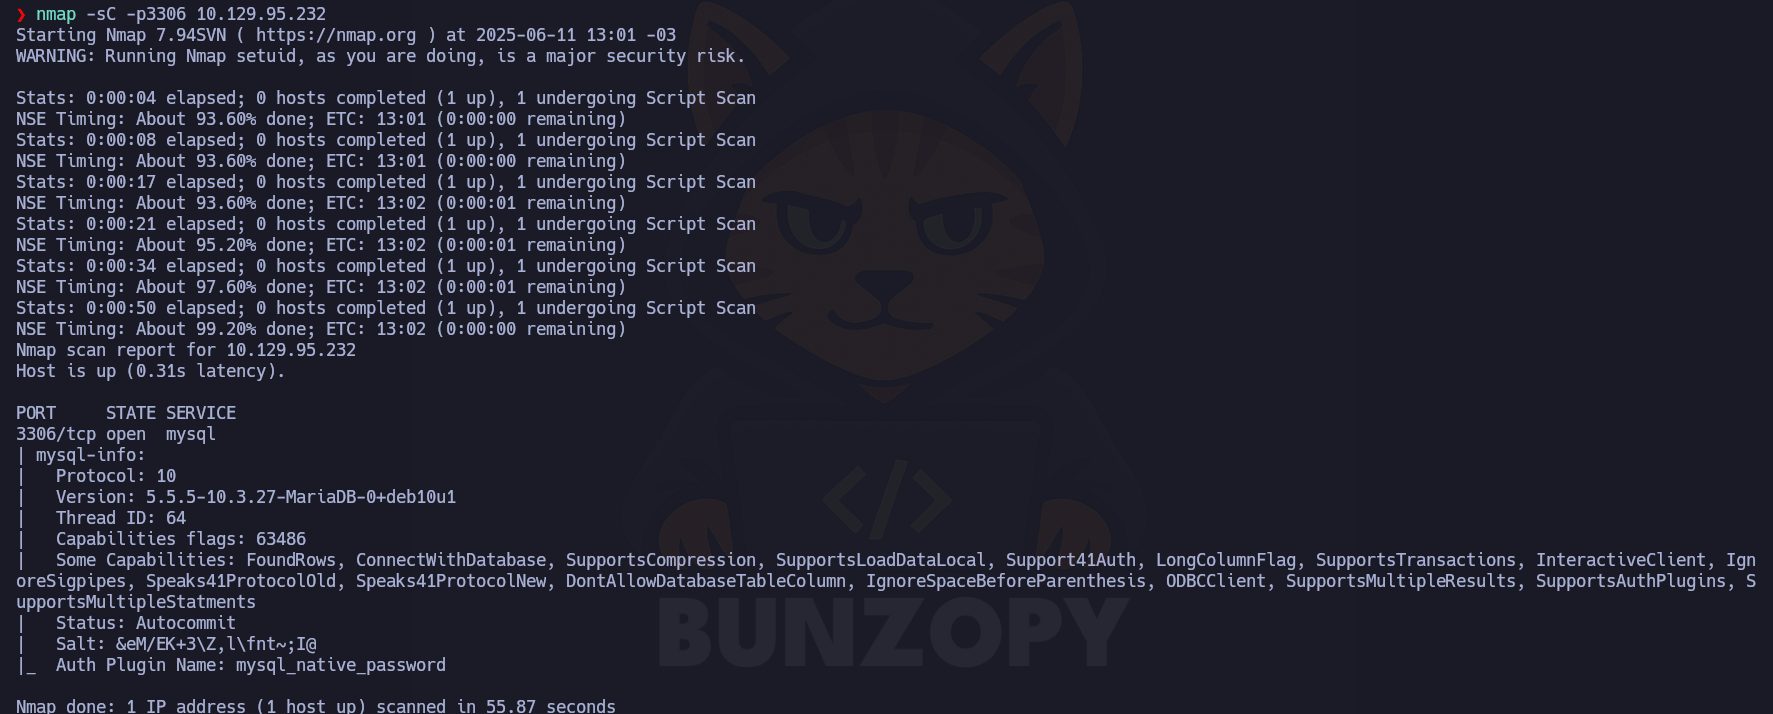 ❯ nmap -sC -p3306 10.129.95.232
Starting Nmap 7.94SVN ( https://nmap.org ) at 2025-06-11 13:01 -03
WARNING: Running Nmap setuid, as you are doing, is a major security risk.

Stats: 0:00:04 elapsed; 0 hosts completed (1 up), 1 undergoing Script Scan
NSE Timing: About 93.60% done; ETC: 13:01 (0:00:00 remaining)
Stats: 0:00:08 elapsed; 0 hosts completed (1 up), 1 undergoing Script Scan
NSE Timing: About 93.60% done; ETC: 13:01 (0:00:00 remaining)
Stats: 0:00:17 elapsed; 0 hosts completed (1 up), 1 undergoing Script Scan
NSE Timing: About 93.60% done; ETC: 13:02 (0:00:01 remaining)
Stats: 0:00:21 elapsed; 0 hosts completed (1 up), 1 undergoing Script Scan
NSE Timing: About 95.20% done; ETC: 13:02 (0:00:01 remaining)
Stats: 0:00:34 elapsed; 0 hosts completed (1 up), 1 undergoing Script Scan
NSE Timing: About 97.60% done; ETC: 13:02 (0:00:01 remaining)
Stats: 0:00:50 elapsed; 0 hosts completed (1 up), 1 undergoing Script Scan
NSE Timing: About 99.20% done; ETC: 13:02 (0:00:00 remaining)
Nmap scan report for 10.129.95.232
Host is up (0.31s latency).

PORT     STATE SERVICE
3306/tcp open  mysql
| mysql-info:
|   Protocol: 10
|   Version: 5.5.5-10.3.27-MariaDB-0+deb10u1
|   Thread ID: 64
|   Capabilities flags: 63486
|   Some Capabilities: FoundRows, ConnectWithDatabase, SupportsCompression, SupportsLoadDataLocal, Support41Auth, LongColumnFlag, SupportsTransactions, InteractiveClient, Ign
oreSigpipes, Speaks41ProtocolOld, Speaks41ProtocolNew, DontAllowDatabaseTableColumn, IgnoreSpaceBeforeParenthesis, ODBCClient, SupportsMultipleResults, SupportsAuthPlugins, S
upportsMultipleStatments
|   Status: Autocommit
|   Salt: &eM/EK+3\Z,l\fnt~;I@
|_  Auth Plugin Name: mysql_native_password

Nmap done: 1 IP address (1 host up) scanned in 55.87 seconds
</>
BUNZOPY